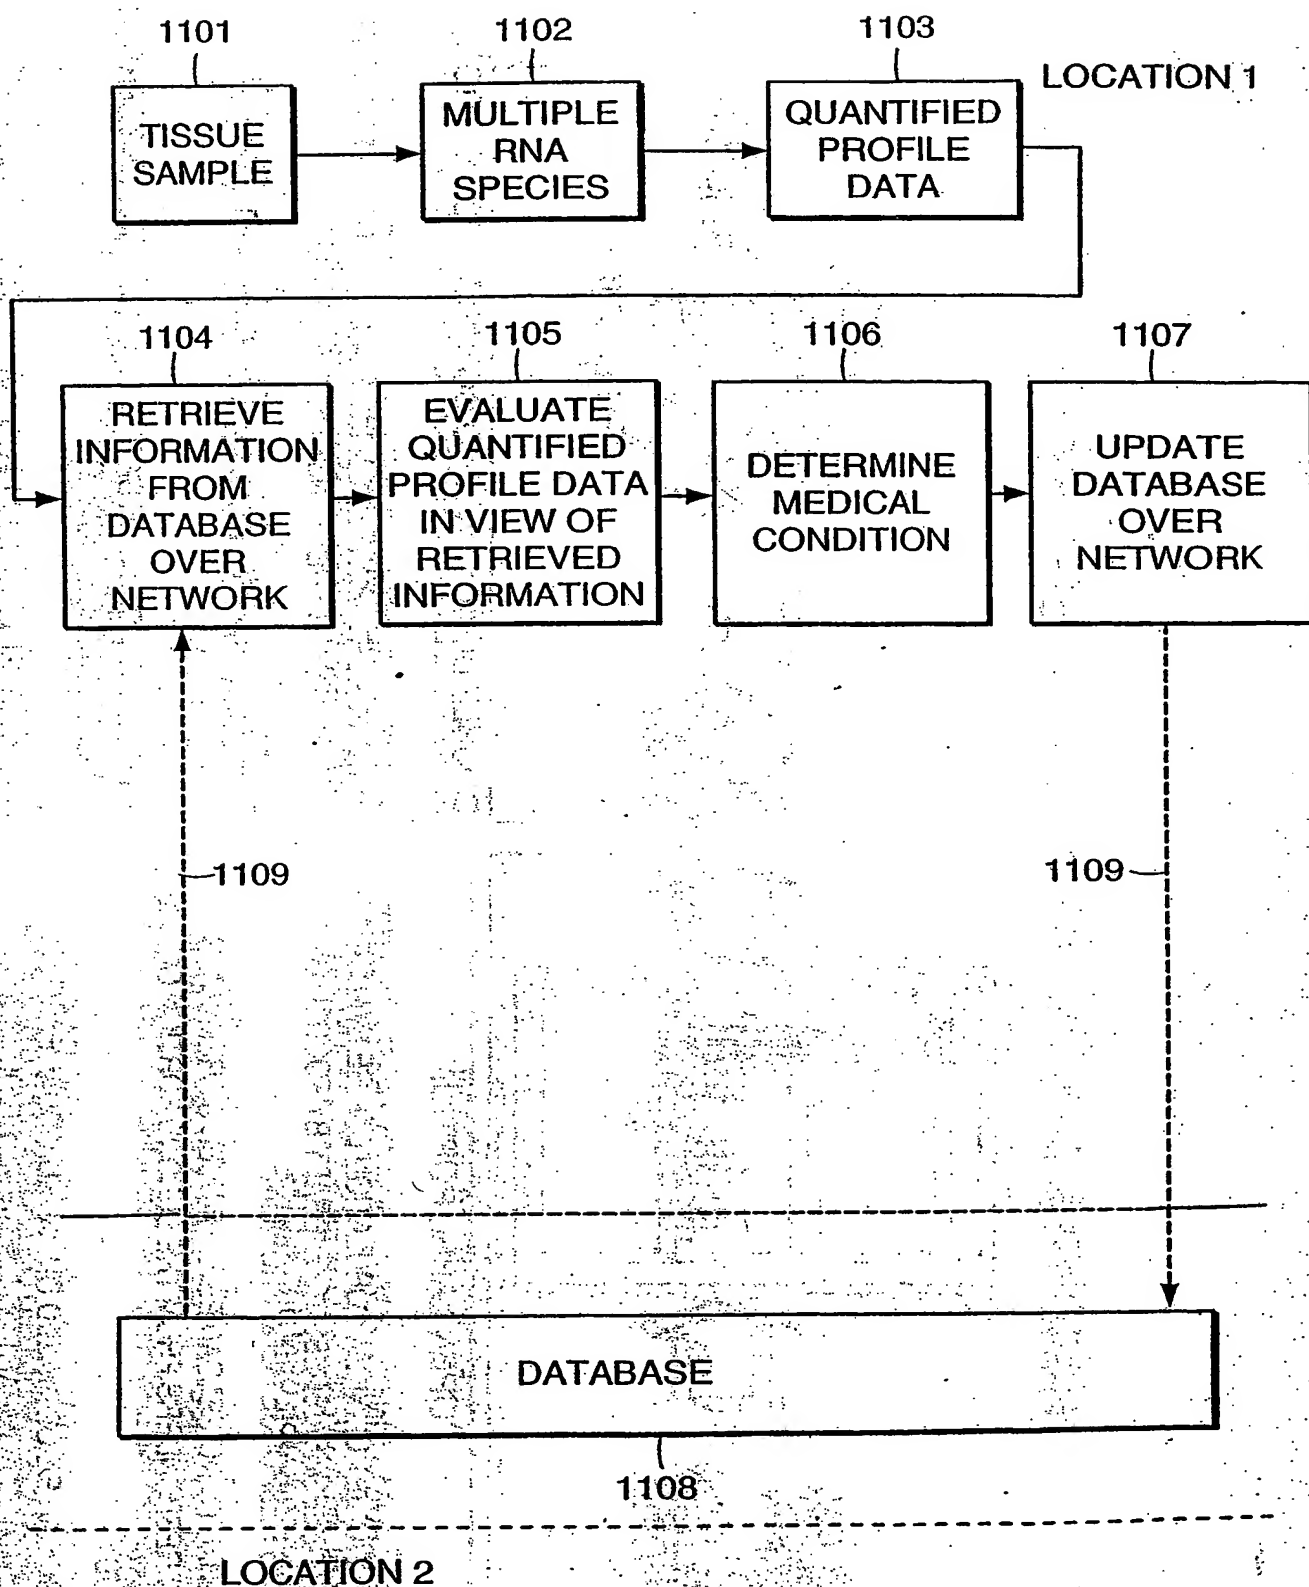 1101
1102
1103
LOCATION 1
TISSUE
SAMPLE
MULTIPLE
RNA
SPECIES
QUANTIFIED
PROFILE
DATA
1104
1105
1106
1107
RETRIEVE
INFORMATION
FROM
DATABASE
OVER
NETWORK
EVALUATE
QUANTIFIED
PROFILE DATA
IN VIEW OF
RETRIEVED
INFORMATION
DETERMINE
MEDICAL
CONDITION
UPDATE
DATABASE
OVER
NETWORK
1109
1109
DATABASE
1108
LOCATION 2